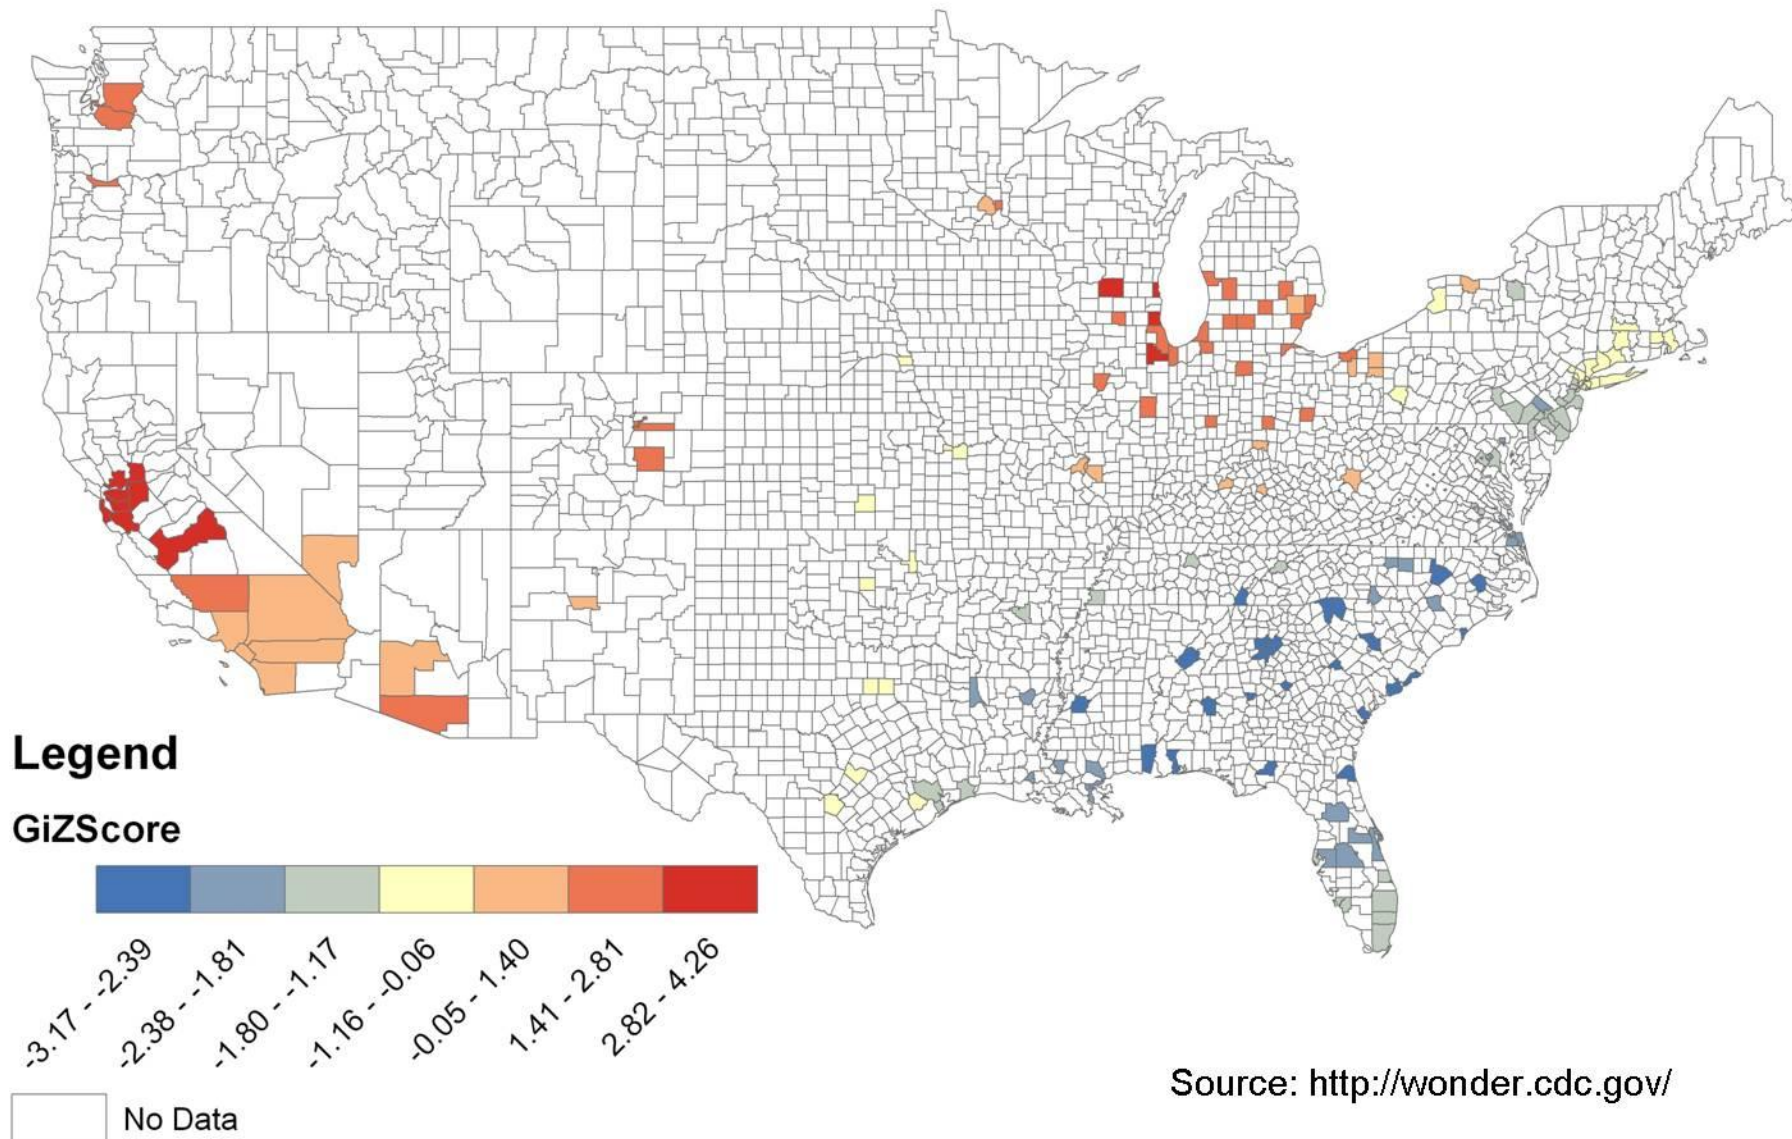 Legend
GiZScore
-3.17 - -2.39
-2.38 - -1.81
-1.80 - -1.17
-1.16 - -0.06
-0.05 - 1.40
1.41 - 2.81
2.82 - 4.26
No Data
Source: http://wonder.cdc.gov/